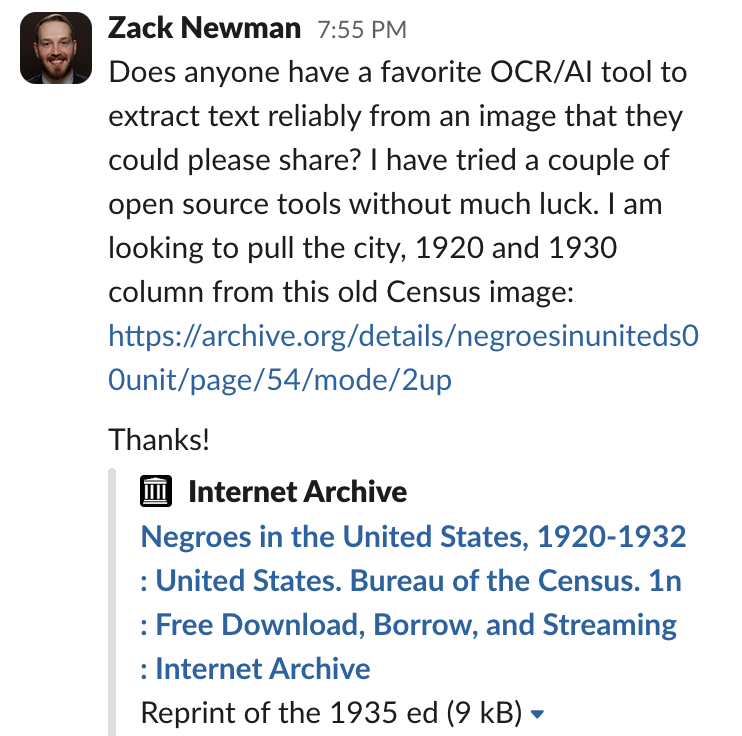 Zack Newman 7:55 PM
Does anyone have a favorite OCR/AI tool to
extract text reliably from an image that they
could please share? I have tried a couple of
open source tools without much luck. I am
looking to pull the city, 1920 and 1930
column from this old Census image:
https://archive.org/details/negroesinuniteds0
0unit/page/54/mode/2up
Thanks!
Internet Archive
Negroes in the United States, 1920-1932
: United States. Bureau of the Census. 1n
: Free Download, Borrow, and Streaming
: Internet Archive
Reprint of the 1935 ed (9 kB)